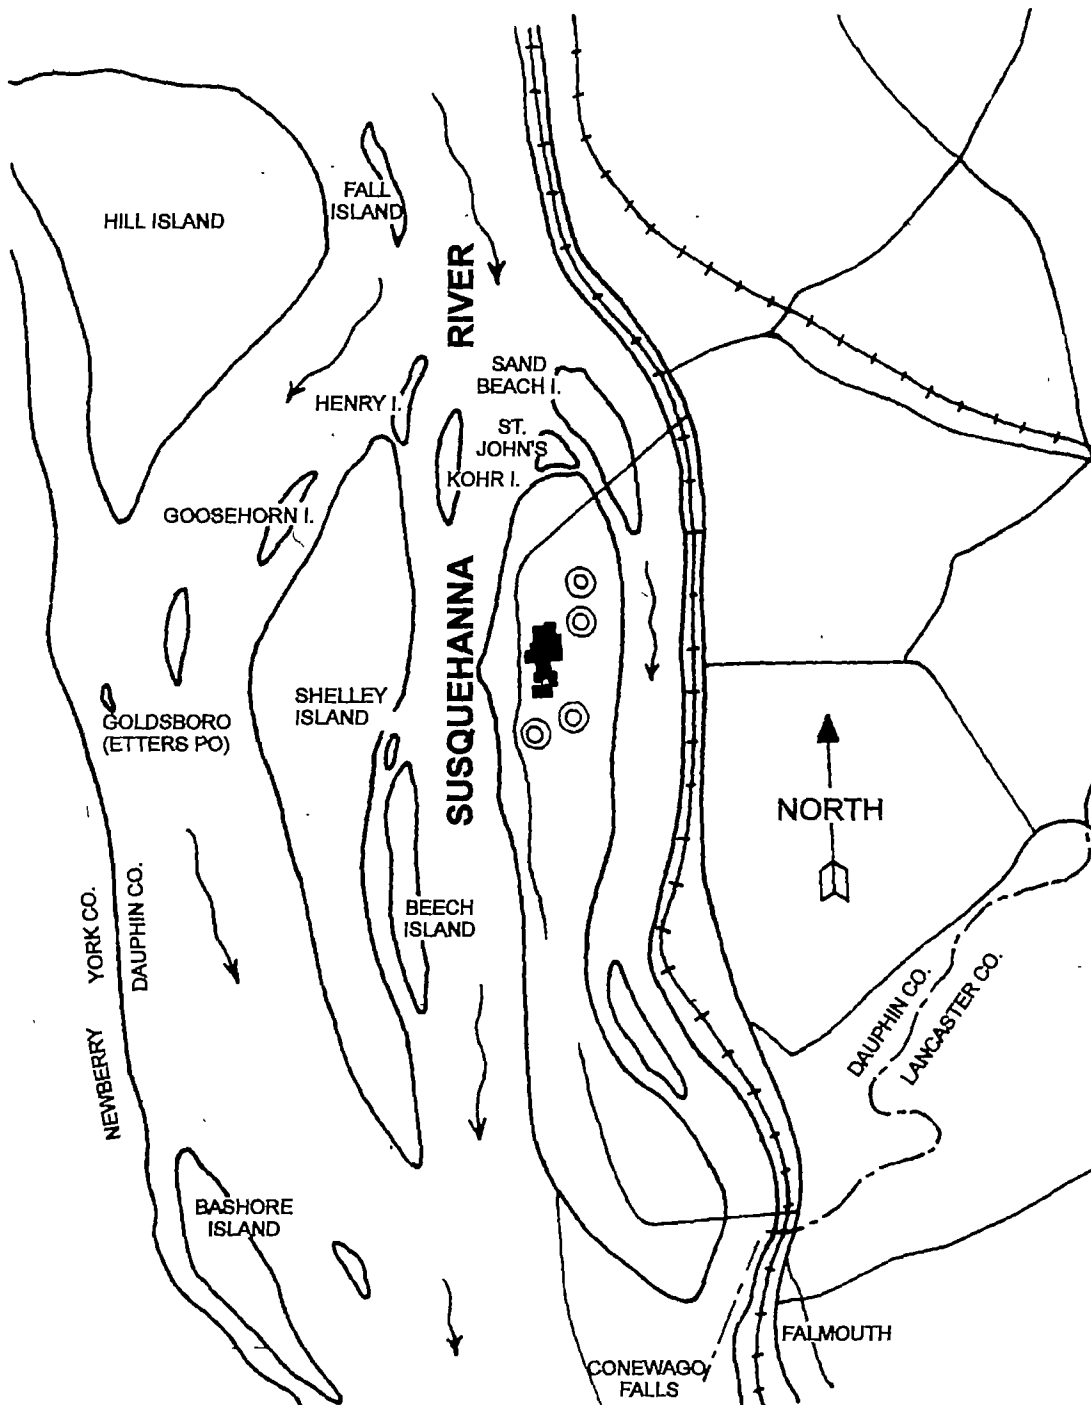 HILL ISLAND
FALL
ISLAND
RIVER
SAND
BEACH I.
HENRY I.
ST.
JOHN'S
KOHR I.
GOOSEHORN I.
SUSQUEHANNA
SHELLEY
ISLAND
GOLDSBORO
(ETTERS PO)
NORTH
BEECH
ISLAND
YORK CO.
DAUPHIN CO.
NEWBERRY
DAUPHIN CO.
LANCASTER CO.
BASHORE
ISLAND
FALMOUTH
CONEWAGO
FALLS